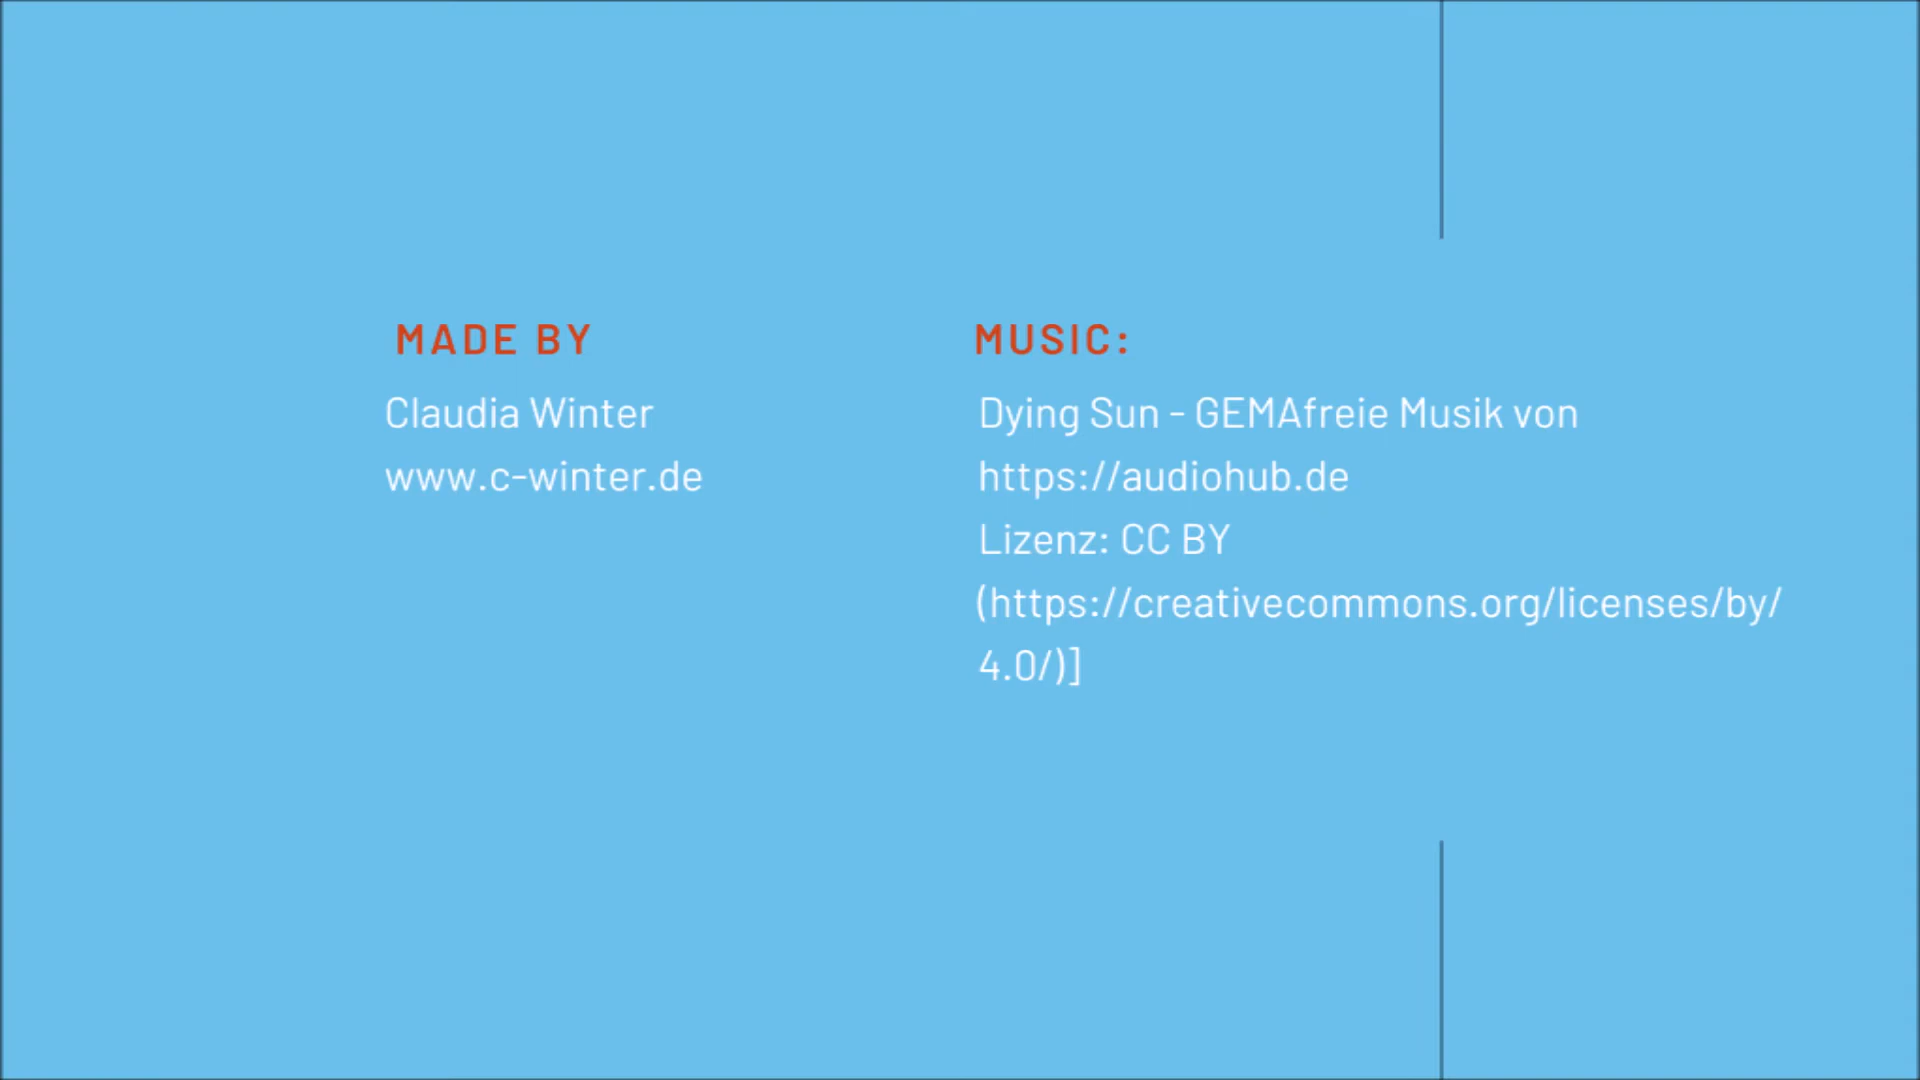 MADE BY
Claudia Winter
www.c-winter.de
MUSIC:
Dying Sun - GEMAfreie Musik von
https://audiohub.de
Lizenz: CC BY
(https://creativecommons.org/licenses/by/
4.0/)]